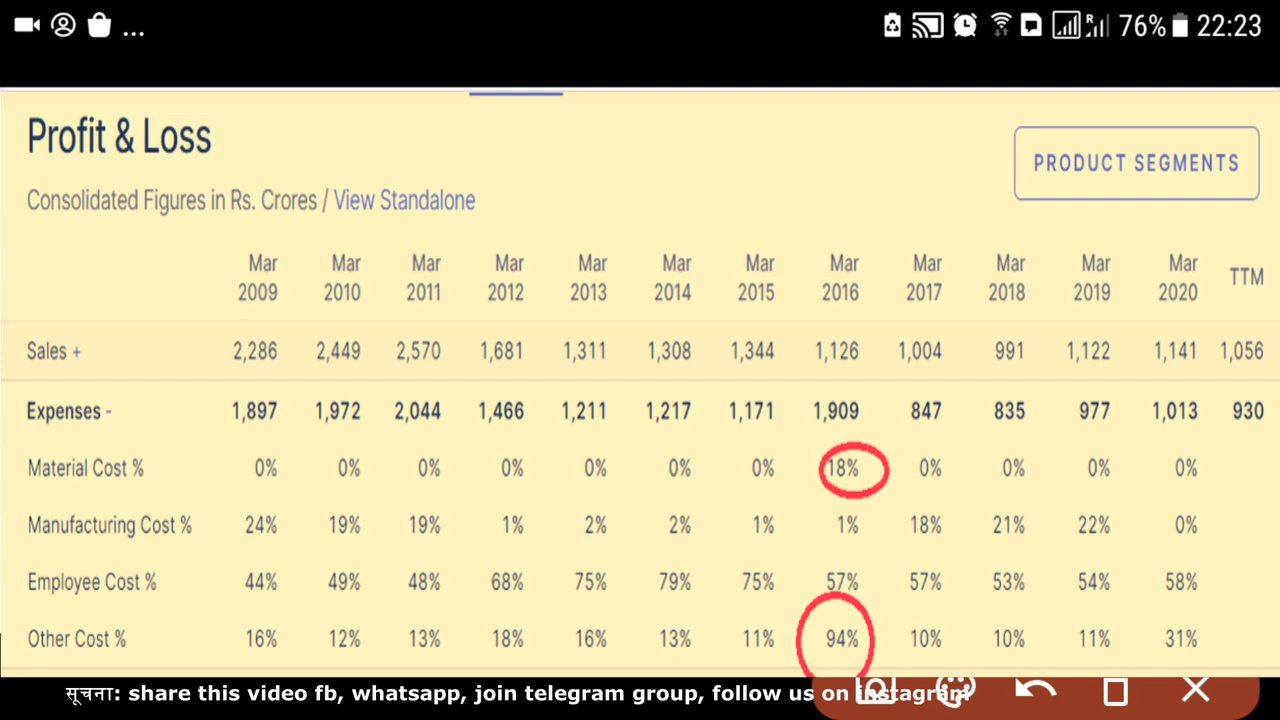 ... 76% 22:23
Profit & Loss
PRODUCT SEGMENTS
Consolidated Figures in Rs. Crores / View Standalone
Mar 2009 Mar 2010 Mar 2011 Mar 2012 Mar 2013 Mar 2014 Mar 2015 Mar 2016 Mar 2017 Mar 2018 Mar 2019 Mar 2020 TTM
Sales + 2,286 2,449 2,570 1,681 1,311 1,308 1,344 1,126 1,004 991 1,122 1,141 1,056
Expenses - 1,897 1,972 2,044 1,466 1,211 1,217 1,171 1,909 847 835 977 1,013 930
Material Cost % 0% 0% 0% 0% 0% 0% 0% 18% 0% 0% 0% 0%
Manufacturing Cost % 24% 19% 19% 1% 2% 2% 1% 1% 18% 21% 22% 0%
Employee Cost % 44% 49% 48% 68% 75% 79% 75% 57% 57% 53% 54% 58%
Other Cost % 16% 12% 13% 18% 16% 13% 11% 94% 10% 10% 11% 31%
सूचना: share this video fb, whatsapp, join telegram group, follow us on instagram